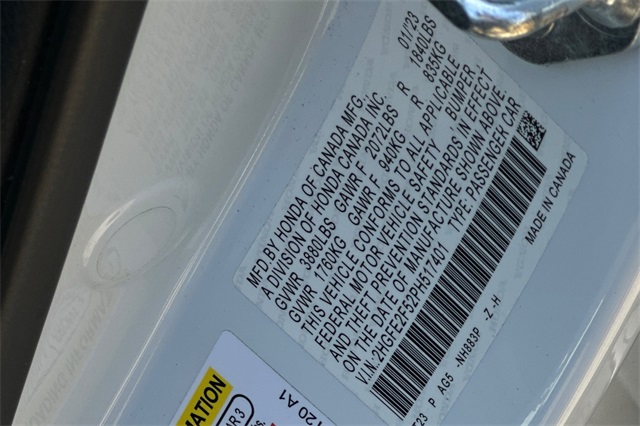 MFD BY HONDA OF CANADA MFG. 01/23
A DIVISION OF HONDA CANADA INC.
GVWR 3860LBS GAWR F 2072LBS R 1840LBS
GVWR 1760KG GAWR F 940KG R 835KG
THIS VEHICLE CONFORMS TO ALL APPLICABLE
FEDERAL MOTOR VEHICLE SAFETY, BUMPER,
AND THEFT PREVENTION STANDARDS IN EFFECT
ON THE DATE OF MANUFACTURE SHOWN ABOVE.
V.I.N: 2HGFE2F52PH517401 TYPE: PASSENGER CAR
P AG5 - NH883P - Z - H
MADE IN CANADA